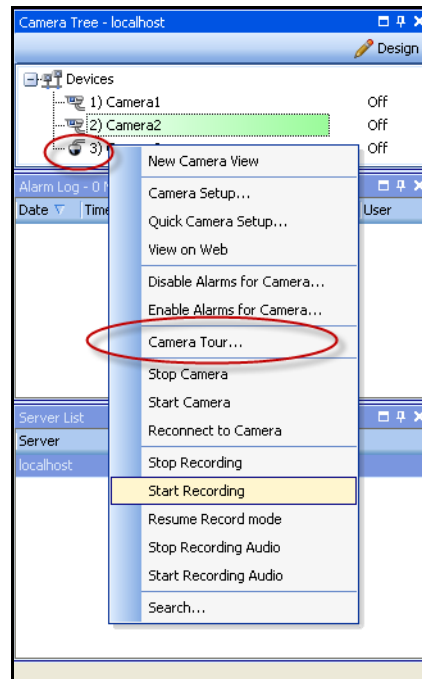 Camera Tree - localhost
Design
Devices
1) Camera1 Off
2) Camera2 Off
3) Off
New Camera View
Alarm Log - 0
Camera Setup...
Date Time User
Quick Camera Setup...
View on Web
Disable Alarms for Camera...
Enable Alarms for Camera...
Camera Tour...
Stop Camera
Start Camera
Server List
Reconnect to Camera
Server
Stop Recording
localhost
Start Recording
Resume Record mode
Stop Recording Audio
Start Recording Audio
Search...